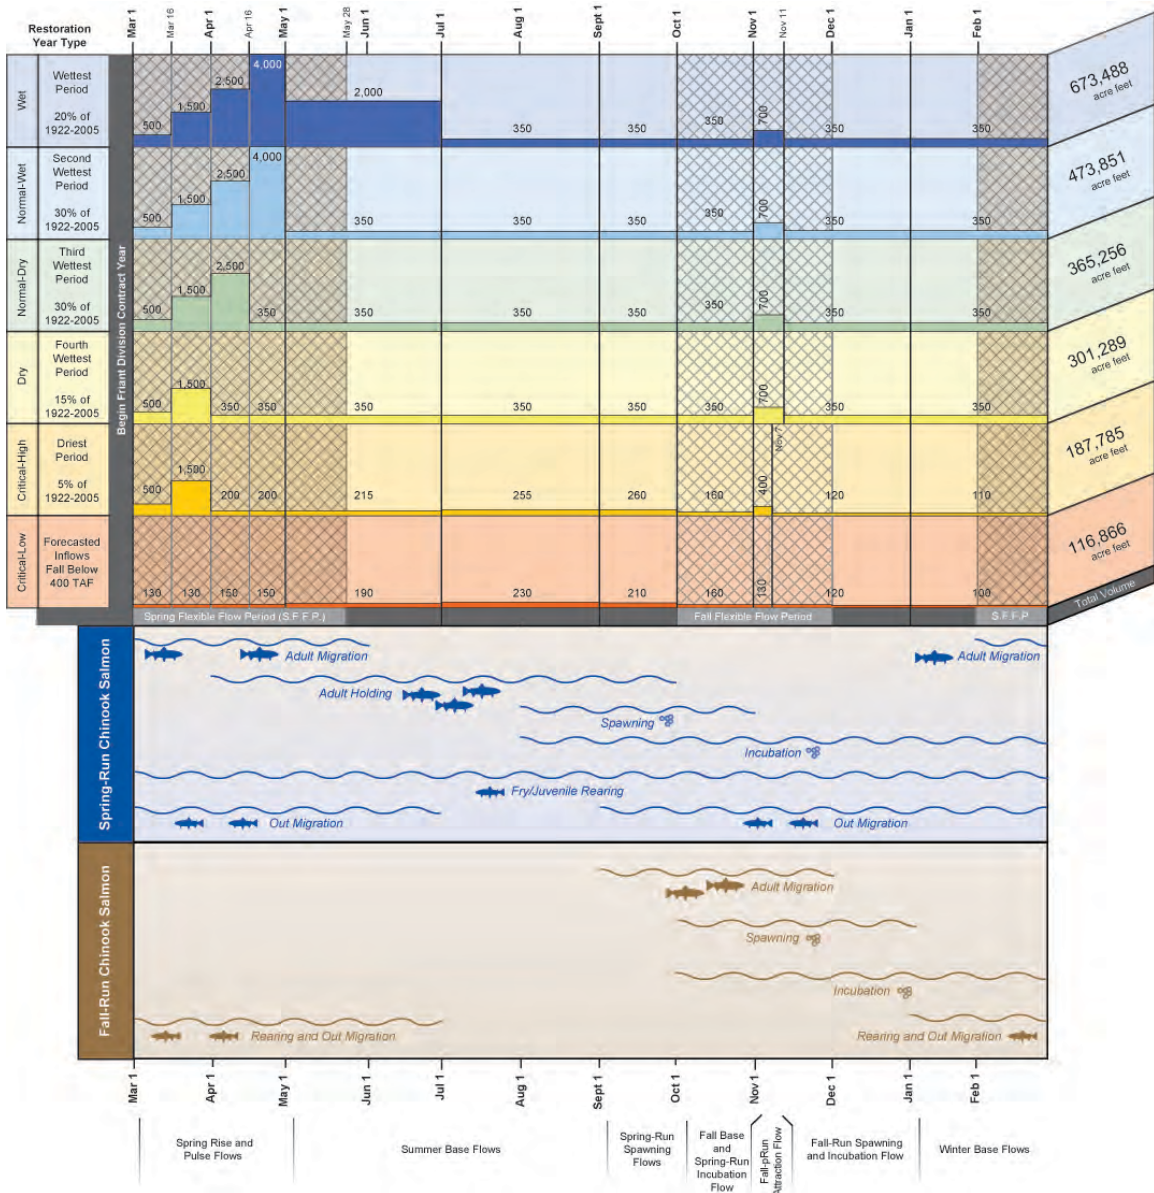 Restoration
Year Type
Mar 1
Mar 16
Apr 1
Apr 16
May 1
May 28
Jun 1
Jul 1
Aug 1
Sept 1
Oct 1
Nov 1
Nov 11
Dec 1
Jan 1
Feb 1
Wet
Wettest
Period
20% of
1922-2005
500
1,500
2,500
4,000
2,000
350
350
350
700
350
350
673,488
acre feet
Normal-Wet
Second
Wettest
Period
30% of
1922-2005
500
1,500
2,500
4,000
350
350
350
350
700
350
350
473,851
acre feet
Normal-Dry
Third
Wettest
Period
30% of
1922-2005
500
1,500
2,500
350
350
350
350
350
700
350
350
365,256
acre feet
Dry
Fourth
Wettest
Period
15% of
1922-2005
500
1,500
350
350
350
350
350
350
700
350
350
301,289
acre feet
Critical-High
Driest
Period
5% of
1922-2005
500
1,500
200
200
215
255
260
160
400
Nov 7
120
110
187,785
acre feet
Critical-Low
Forecasted
Inflows
Fall Below
400 TAF
130
130
150
150
190
230
210
160
130
120
100
116,866
acre feet
Begin Friant Division Contract Year
Spring Flexible Flow Period (S.F.F.P.)
Fall Flexible Flow Period
S.F.F.P
Total Volume
Spring-Run Chinook Salmon
Adult Migration
Adult Migration
Adult Holding
Spawning
Incubation
Fry/Juvenile Rearing
Out Migration
Out Migration
Fall-Run Chinook Salmon
Adult Migration
Spawning
Incubation
Rearing and Out Migration
Rearing and Out Migration
Mar 1
Apr 1
May 1
Jun 1
Jul 1
Aug 1
Sept 1
Oct 1
Nov 1
Dec 1
Jan 1
Feb 1
Spring Rise and
Pulse Flows
Summer Base Flows
Spring-Run
Spawning
Flows
Fall Base
and
Spring-Run
Incubation
Flow
Fall-pRun
Attraction Flow
Fall-Run Spawning
and Incubation Flow
Winter Base Flows